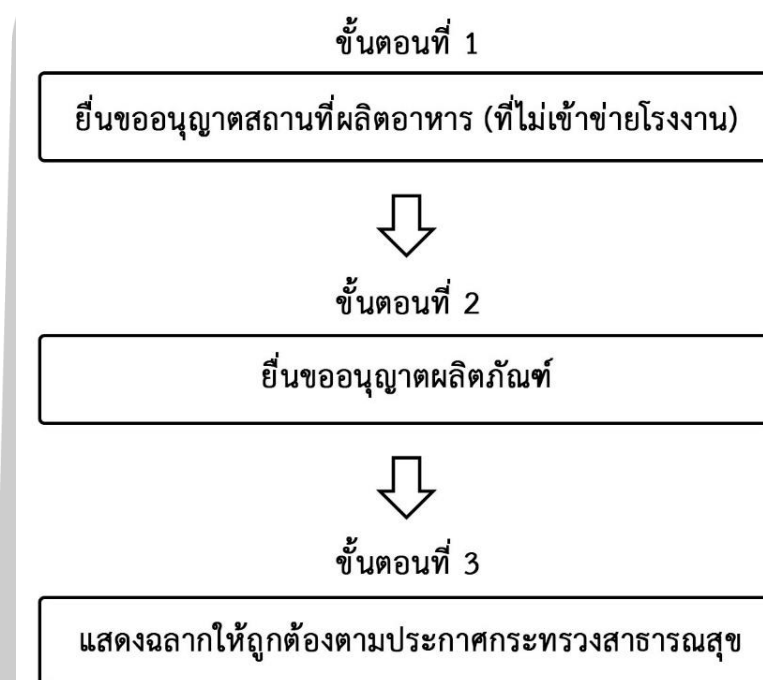 ขั้นตอนที่ 1
ยื่นขออนุญาตสถานที่ผลิตอาหาร (ที่ไม่เข้าข่ายโรงงาน)
ขั้นตอนที่ 2
ยื่นขออนุญาตผลิตภัณฑ์
ขั้นตอนที่ 3
แสดงฉลากให้ถูกต้องตามประกาศกระทรวงสาธารณสุข